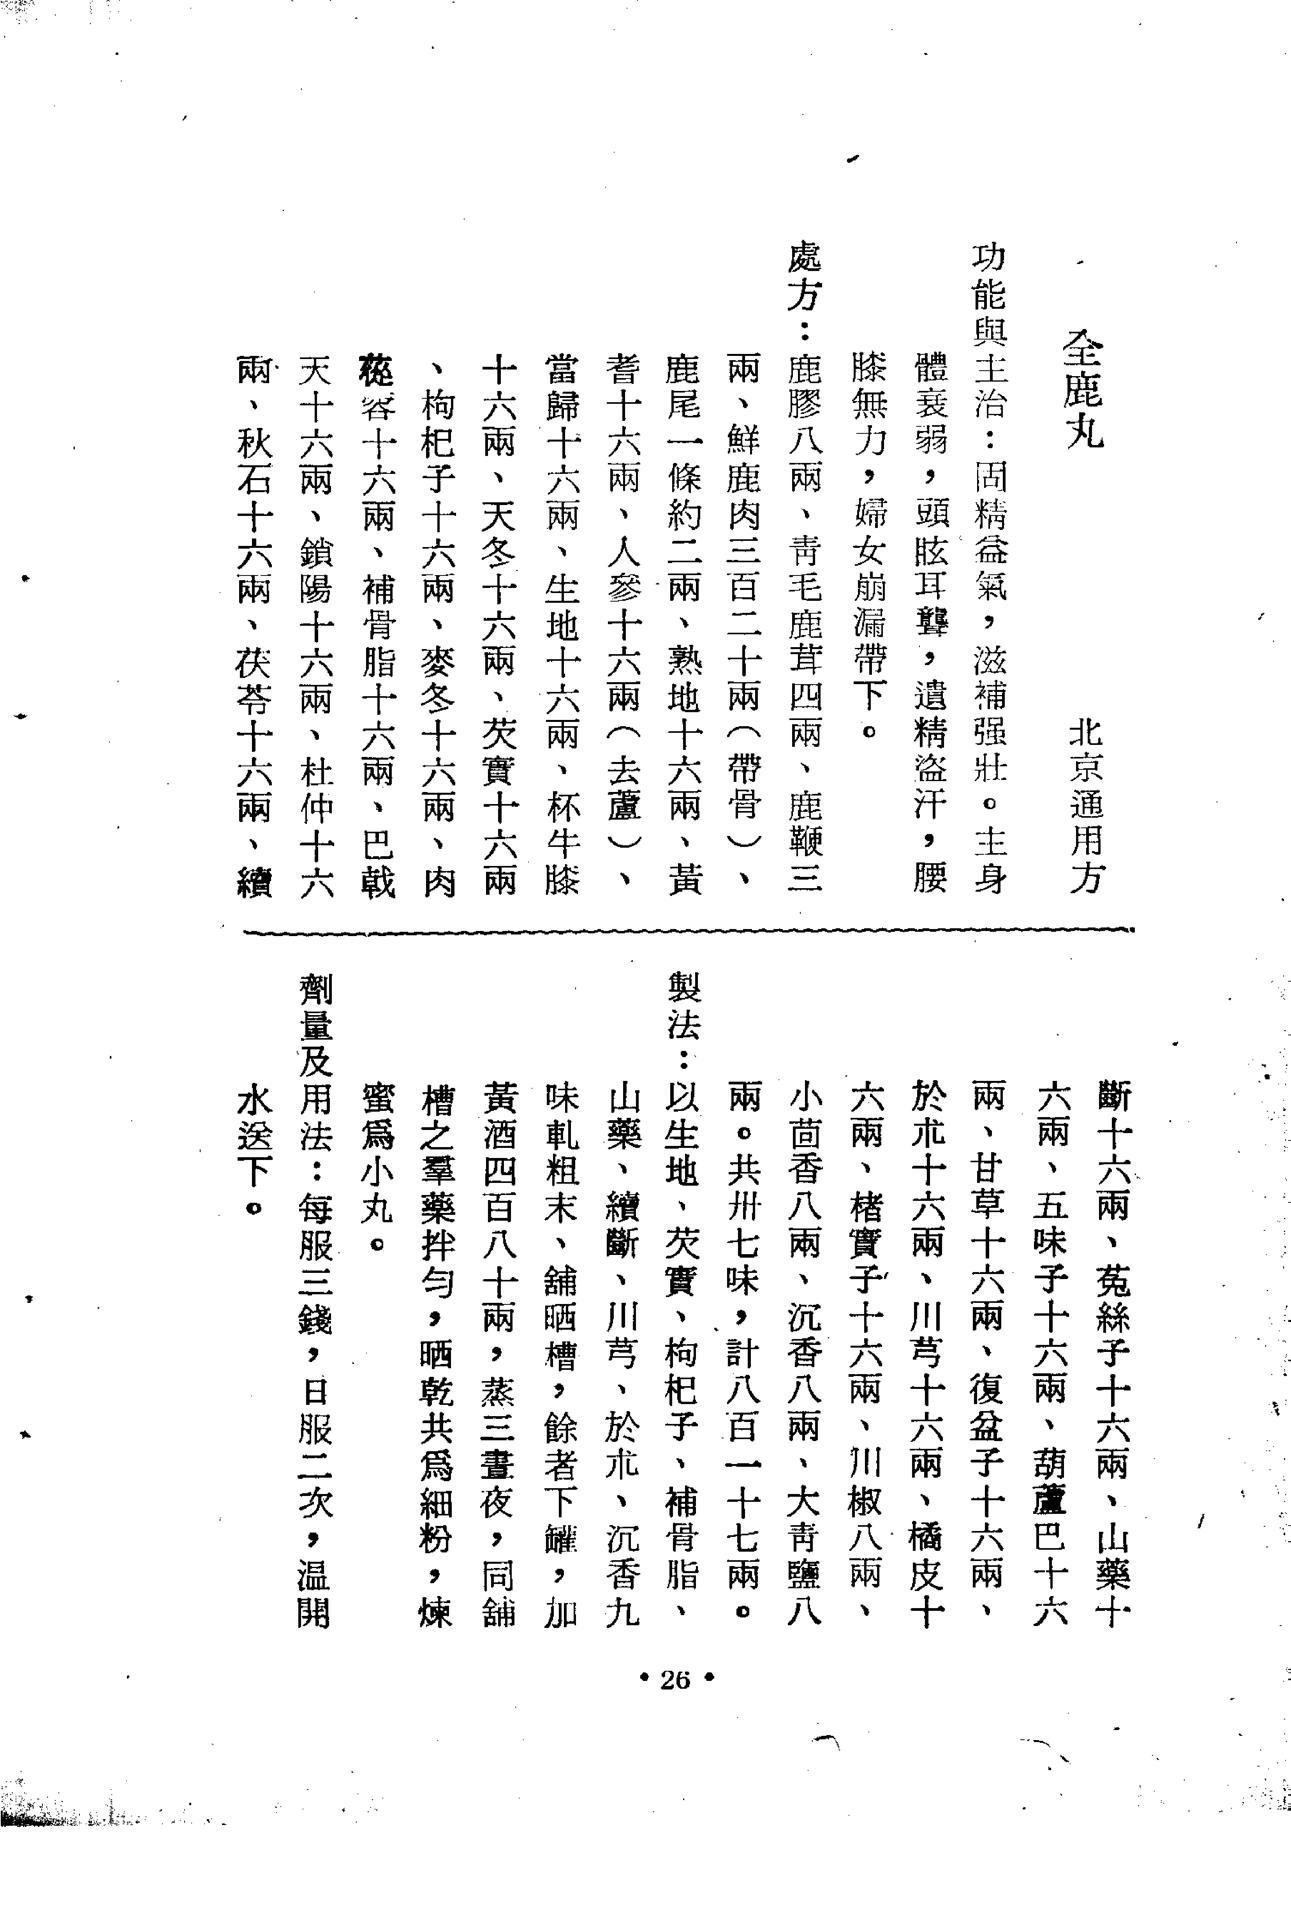 全鹿丸　北京通用方
功能與主治：固精益氣，滋補强壯。主身
體衰弱，頭眩耳聾，遺精盜汗，腰
膝無力，婦女崩漏帶下。
處方：鹿膠八兩、靑毛鹿茸四兩、鹿鞭三
兩、鮮鹿肉三百二十兩（帶骨）、
鹿尾一條約二兩、熟地十六兩、黃
耆十六兩、人參十六兩（去蘆）、
當歸十六兩、生地十六兩、杯牛膝
十六兩、天冬十六兩、芡實十六兩
、枸杞子十六兩、麥冬十六兩、肉
蓯蓉十六兩、補骨脂十六兩、巴戟
天十六兩、鎖陽十六兩、杜仲十六
兩、秋石十六兩、茯苓十六兩、續
斷十六兩、菟絲子十六兩、山藥十
六兩、五味子十六兩、葫蘆巴十六
兩、甘草十六兩、復盆子十六兩、
於朮十六兩、川芎十六兩、橘皮十
六兩、楮實子十六兩、川椒八兩、
小茴香八兩、沉香八兩、大靑鹽八
兩。共卅七味，計八百一十七兩。
製法：以生地、芡實、枸杞子、補骨脂、
山藥、續斷、川芎、於朮、沉香九
味軋粗末、舖晒槽，餘者下罐，加
黃酒四百八十兩，蒸三晝夜，同舖
槽之羣藥拌勻，晒乾共爲細粉，煉
蜜爲小丸。
劑量及用法：每服三錢，日服二次，温開
水送下。
• 26 •